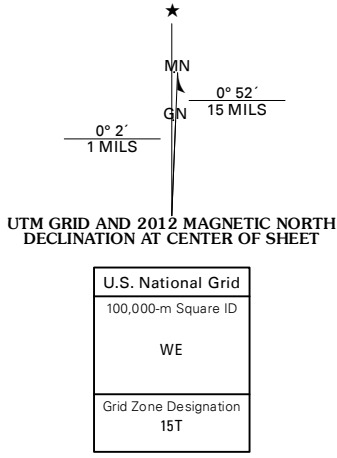 MN
0° 52´
15 MILS
GN
0° 2´
1 MILS
UTM GRID AND 2012 MAGNETIC NORTH
DECLINATION AT CENTER OF SHEET
U.S. National Grid
100,000-m Square ID
WE
Grid Zone Designation
15T